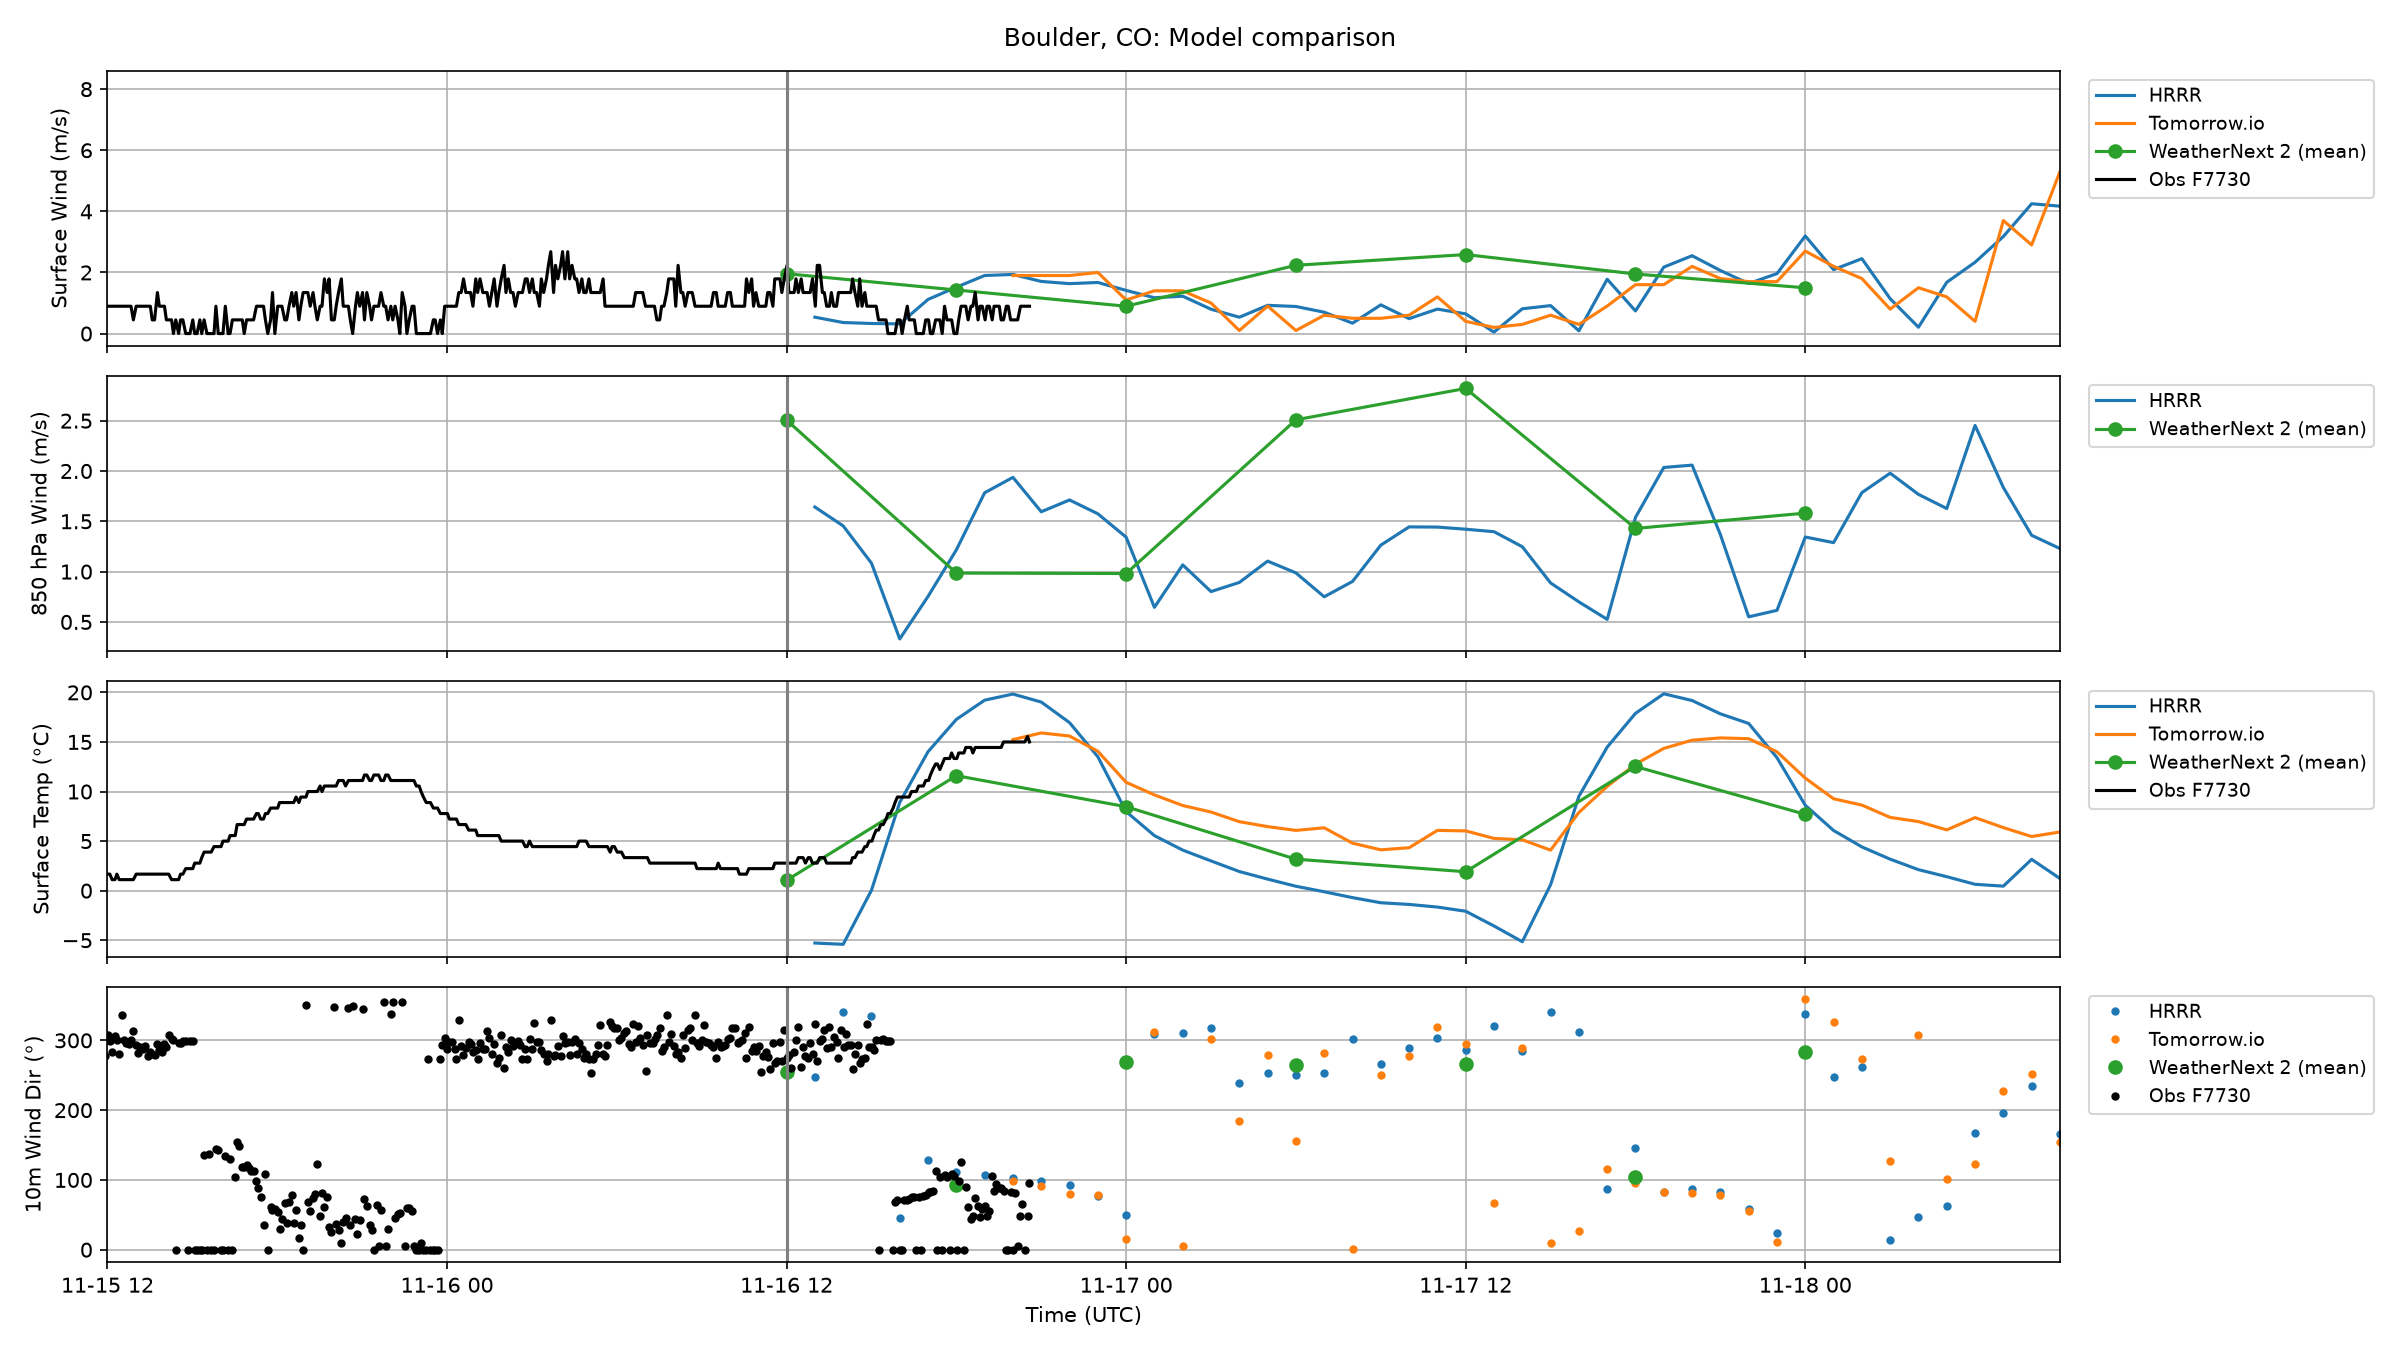 Boulder, CO: Model comparison
Surface Wind (m/s)
8
6
4
2
0
HRRR
Tomorrow.io
WeatherNext 2 (mean)
Obs F7730
850 hPa Wind (m/s)
2.5
2.0
1.5
1.0
0.5
HRRR
WeatherNext 2 (mean)
Surface Temp (°C)
20
15
10
5
0
−5
HRRR
Tomorrow.io
WeatherNext 2 (mean)
Obs F7730
10m Wind Dir (°)
300
200
100
0
HRRR
Tomorrow.io
WeatherNext 2 (mean)
Obs F7730
11-15 12 11-16 00 11-16 12 11-17 00 11-17 12 11-18 00
Time (UTC)